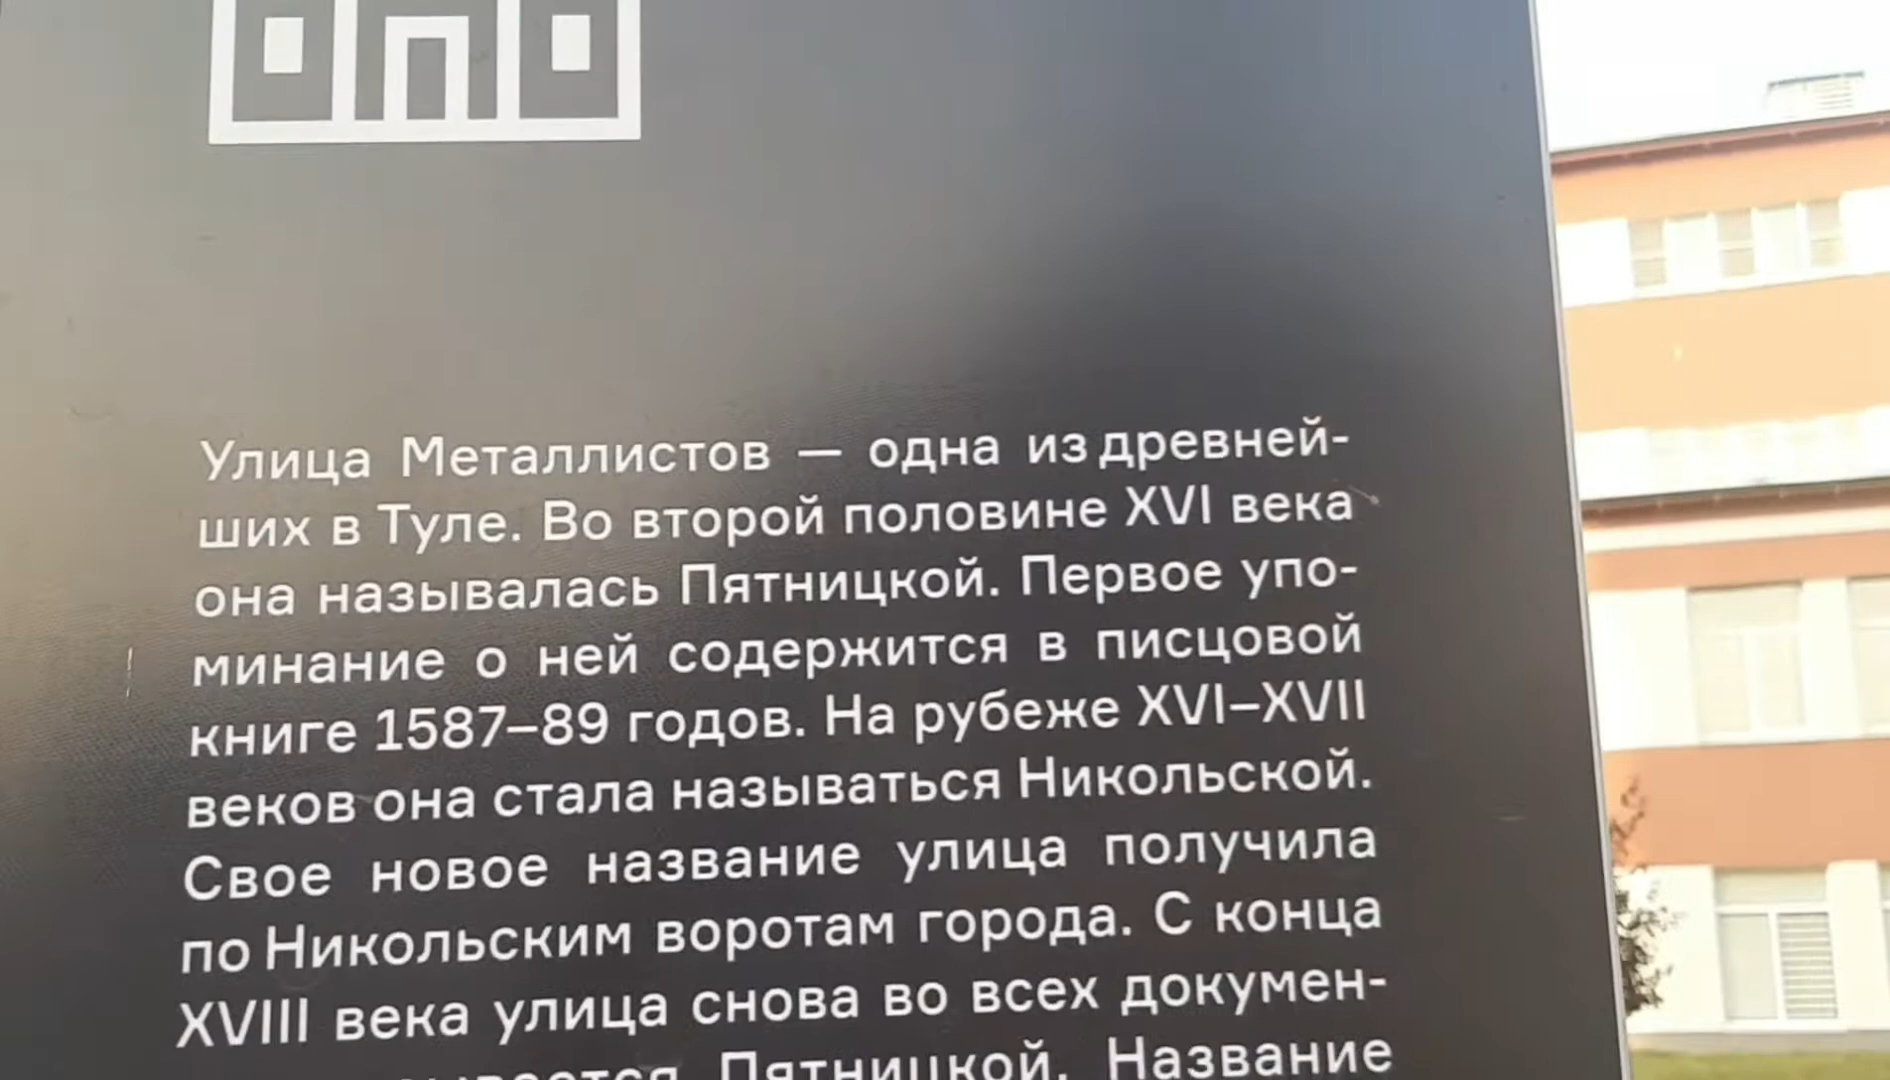 Улица Металлистов — одна из древней-
ших в Туле. Во второй половине XVI века
она называлась Пятницкой. Первое упо-
минание о ней содержится в писцовой
книге 1587–89 годов. На рубеже XVI–XVII
веков она стала называться Никольской.
Свое новое название улица получила
по Никольским воротам города. С конца
XVIII века улица снова во всех докумен-
Пятницкой. Название